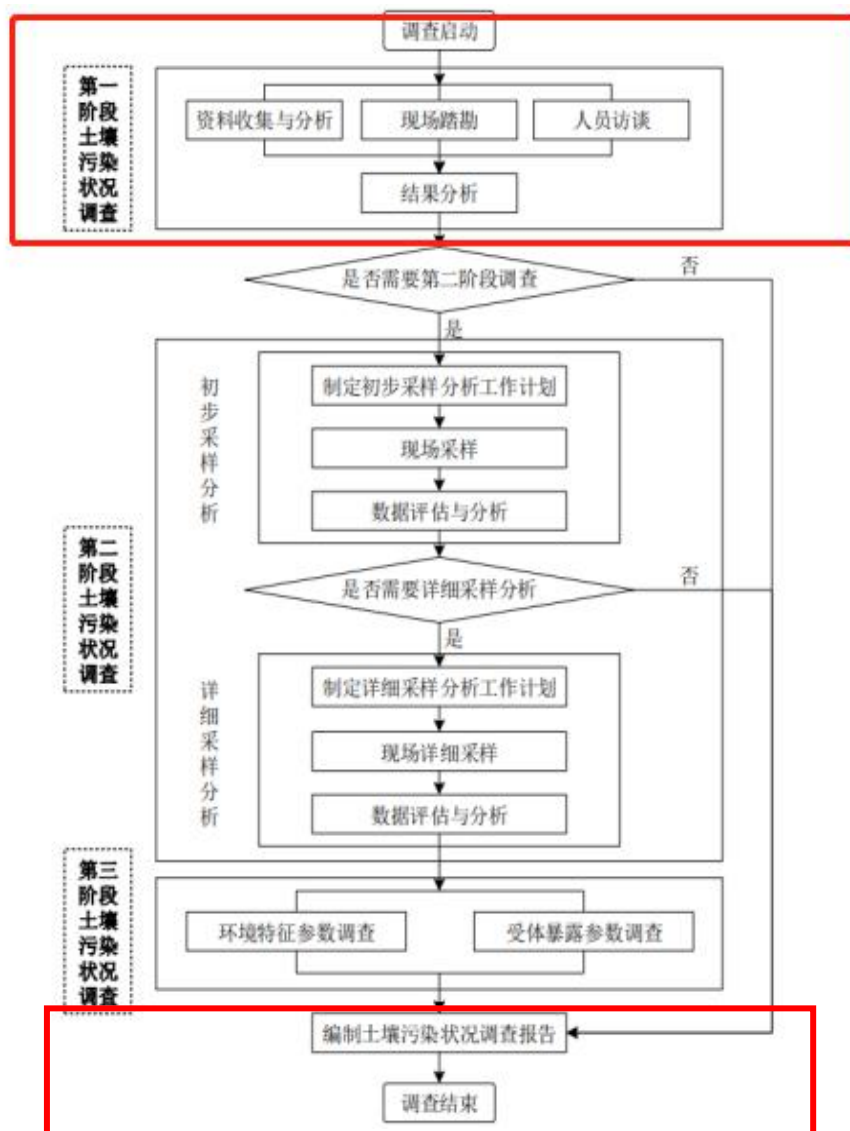 调查启动
第一
阶段
土壤
污染
状况
调查
资料收集与分析
现场踏勘
人员访谈
结果分析
是否需要第二阶段调查
否
是
初
步
采
样
分
析
制定初步采样分析工作计划
现场采样
数据评估与分析
第二
阶段
土壤
污染
状况
调查
是否需要详细采样分析
否
是
详
细
采
样
分
析
制定详细采样分析工作计划
现场详细采样
数据评估与分析
第三
阶段
土壤
污染
状况
调查
环境特征参数调查
受体暴露参数调查
编制土壤污染状况调查报告
调查结束